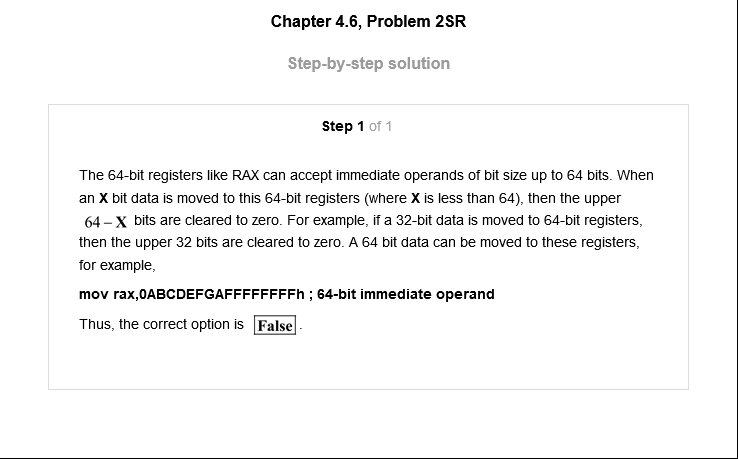 Chapter 4.6, Problem 2SR
Step-by-step solution
Step 1 of 1
The 64-bit registers like RAX can accept immediate operands of bit size up to 64 bits. When
an X bit data is moved to this 64-bit registers (where X is less than 64), then the upper
64 – X bits are cleared to zero. For example, if a 32-bit data is moved to 64-bit registers,
then the upper 32 bits are cleared to zero. A 64 bit data can be moved to these registers,
for example,
mov rax,0ABCDEFGAFFFFFFFFh ; 64-bit immediate operand
Thus, the correct option is False .